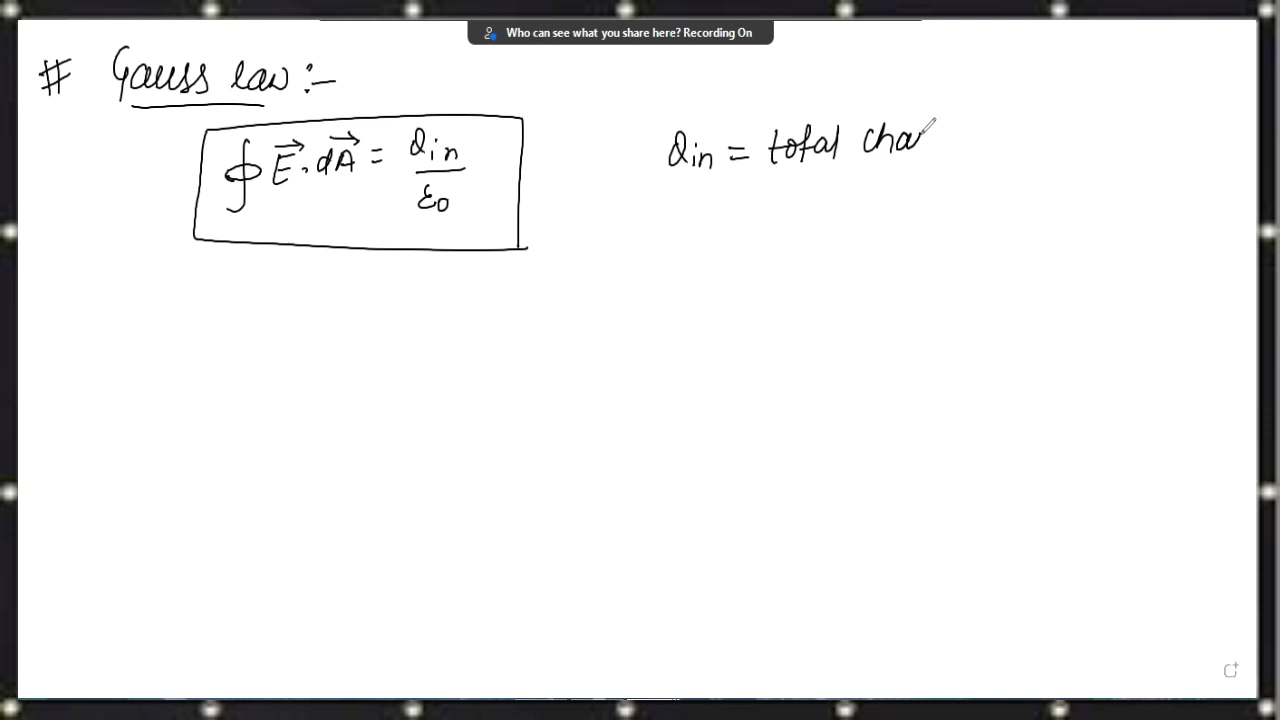 Who can see what you share here? Recording On
# Gauss law :-
∮ E⃗ . dA⃗ = Qin / ε0
Qin = total cha